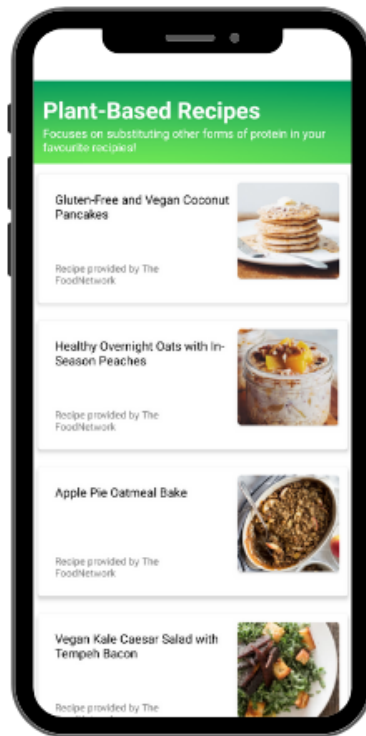 Plant-Based Recipes
Focuses on substituting other forms of protein in your
favourite recipies!
Gluten-Free and Vegan Coconut
Pancakes
Recipe provided by The
FoodNetwork
Healthy Overnight Oats with In-
Season Peaches
Recipe provided by The
FoodNetwork
Apple Pie Oatmeal Bake
Recipe provided by The
FoodNetwork
Vegan Kale Caesar Salad with
Tempeh Bacon
Recipe provided by The